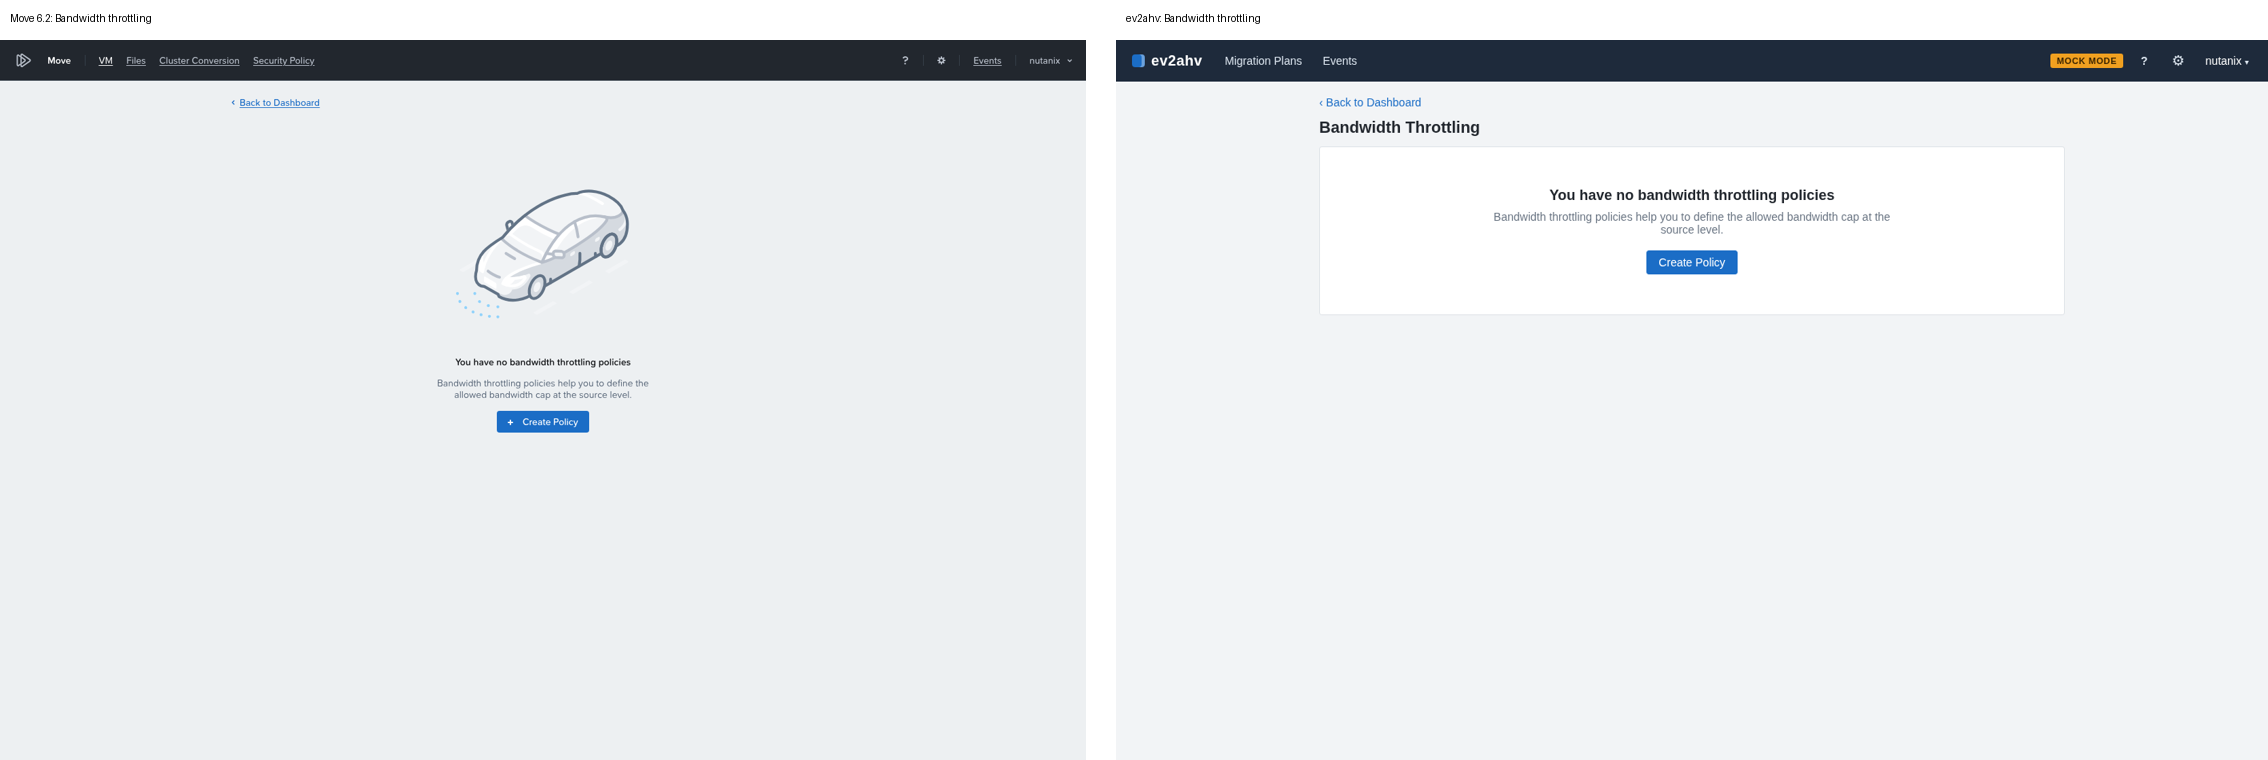 Move 6.2: Bandwidth throttling
Move VM Files Cluster Conversion Security Policy ? Events nutanix
‹ Back to Dashboard
You have no bandwidth throttling policies
Bandwidth throttling policies help you to define the
allowed bandwidth cap at the source level.
+ Create Policy
ev2ahv: Bandwidth throttling
ev2ahv Migration Plans Events MOCK MODE ? nutanix ▾
‹ Back to Dashboard
Bandwidth Throttling
You have no bandwidth throttling policies
Bandwidth throttling policies help you to define the allowed bandwidth cap at the
source level.
Create Policy